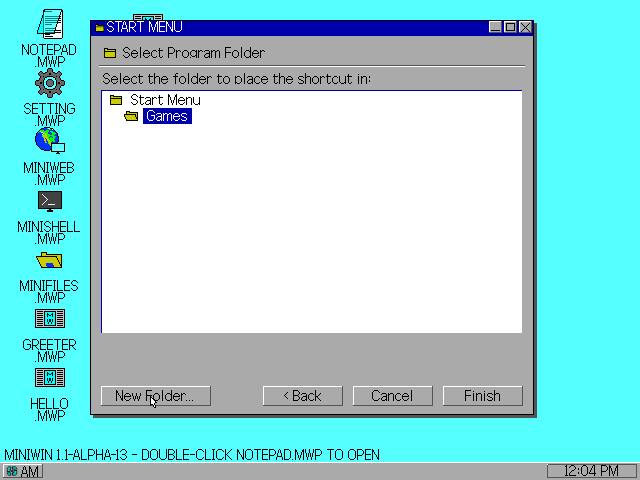 START MENU
Select Program Folder
Select the folder to place the shortcut in:
Start Menu
Games
New Folder...
< Back
Cancel
Finish
NOTEPAD
.MWP
SETTING
.MWP
MINIWEB
.MWP
MINISHELL
.MWP
MINIFILES
.MWP
MW
GREETER
.MWP
MW
HELLO
.MWP
MINIWIN 1.1-ALPHA-13 - DOUBLE-CLICK NOTEPAD.MWP TO OPEN
AM
12:04 PM